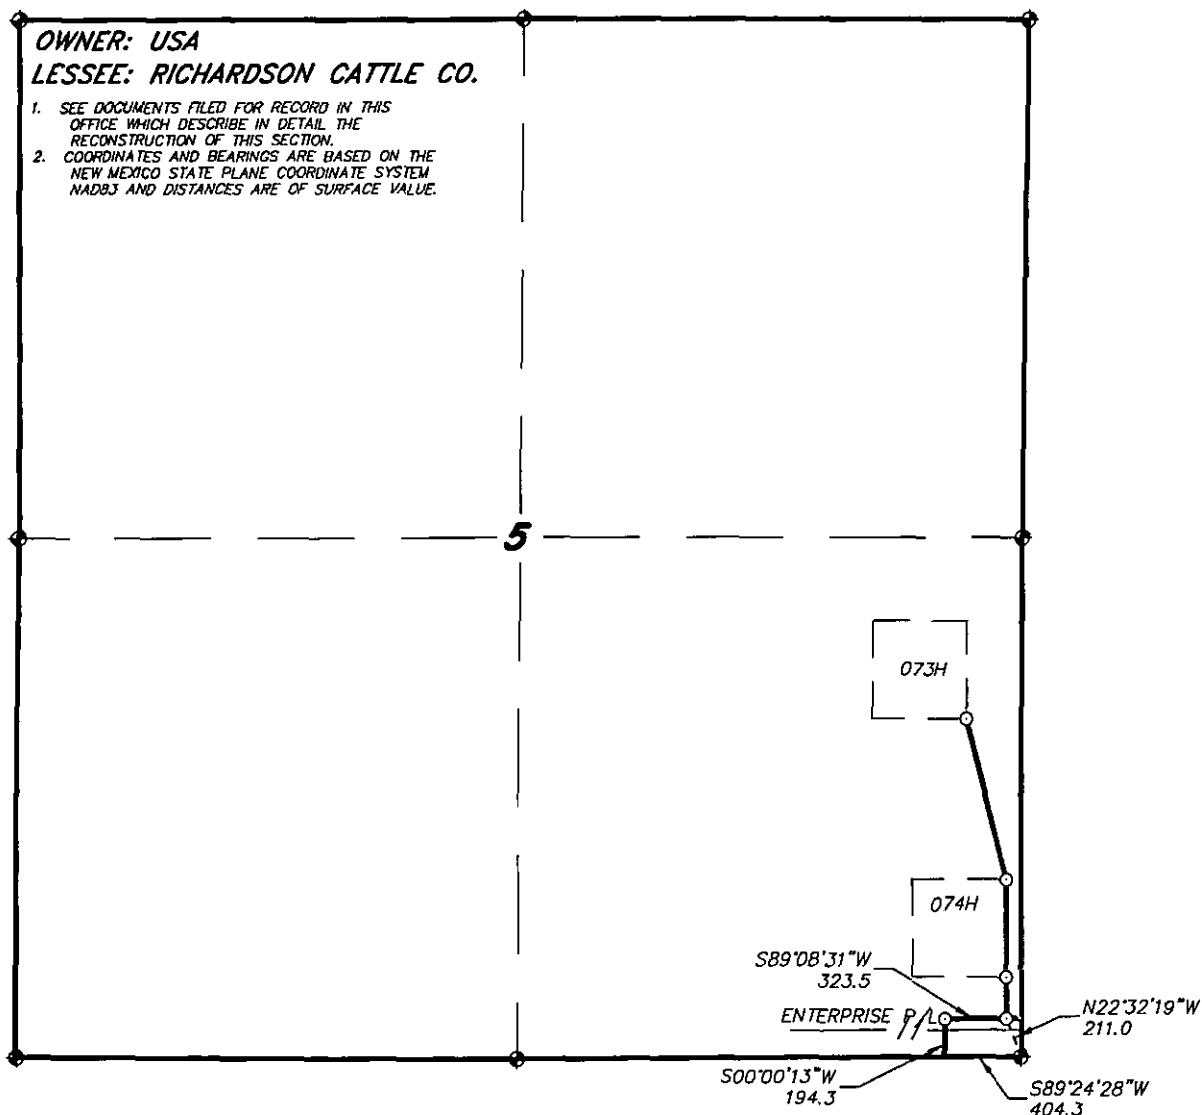 OWNER: USA
LESSEE: RICHARDSON CATTLE CO.
1. SEE DOCUMENTS FILED FOR RECORD IN THIS
OFFICE WHICH DESCRIBE IN DETAIL THE
RECONSTRUCTION OF THIS SECTION.
2. COORDINATES AND BEARINGS ARE BASED ON THE
NEW MEXICO STATE PLANE COORDINATE SYSTEM
NAD83 AND DISTANCES ARE OF SURFACE VALUE.
5
073H
074H
S89°08'31"W
323.5
ENTERPRISE P/L
N22°32'19"W
211.0
S00°00'13"W
194.3
S89°24'28"W
404.3